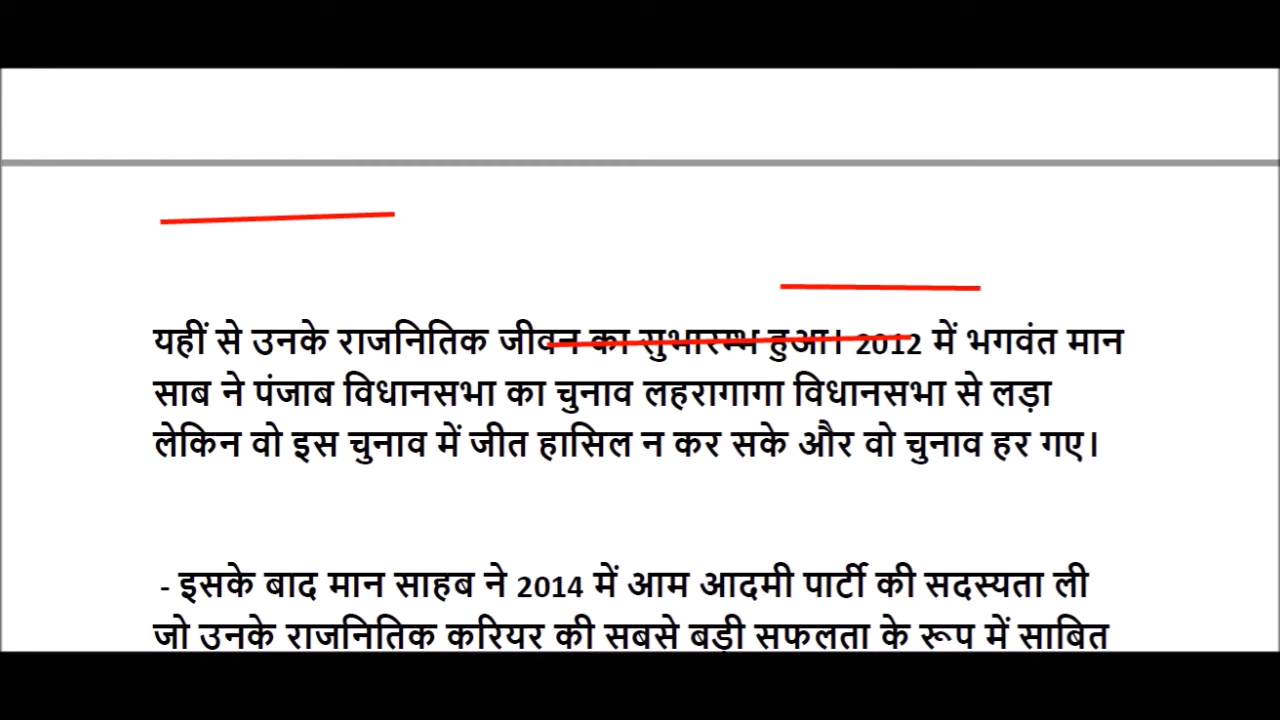 यहीं से उनके राजनितिक जीवन का सुभारम्भ हुआ। 2012 में भगवंत मान
साब ने पंजाब विधानसभा का चुनाव लहरागागा विधानसभा से लड़ा
लेकिन वो इस चुनाव में जीत हासिल न कर सके और वो चुनाव हर गए।
- इसके बाद मान साहब ने 2014 में आम आदमी पार्टी की सदस्यता ली
जो उनके राजनितिक करियर की सबसे बड़ी सफलता के रूप में साबित